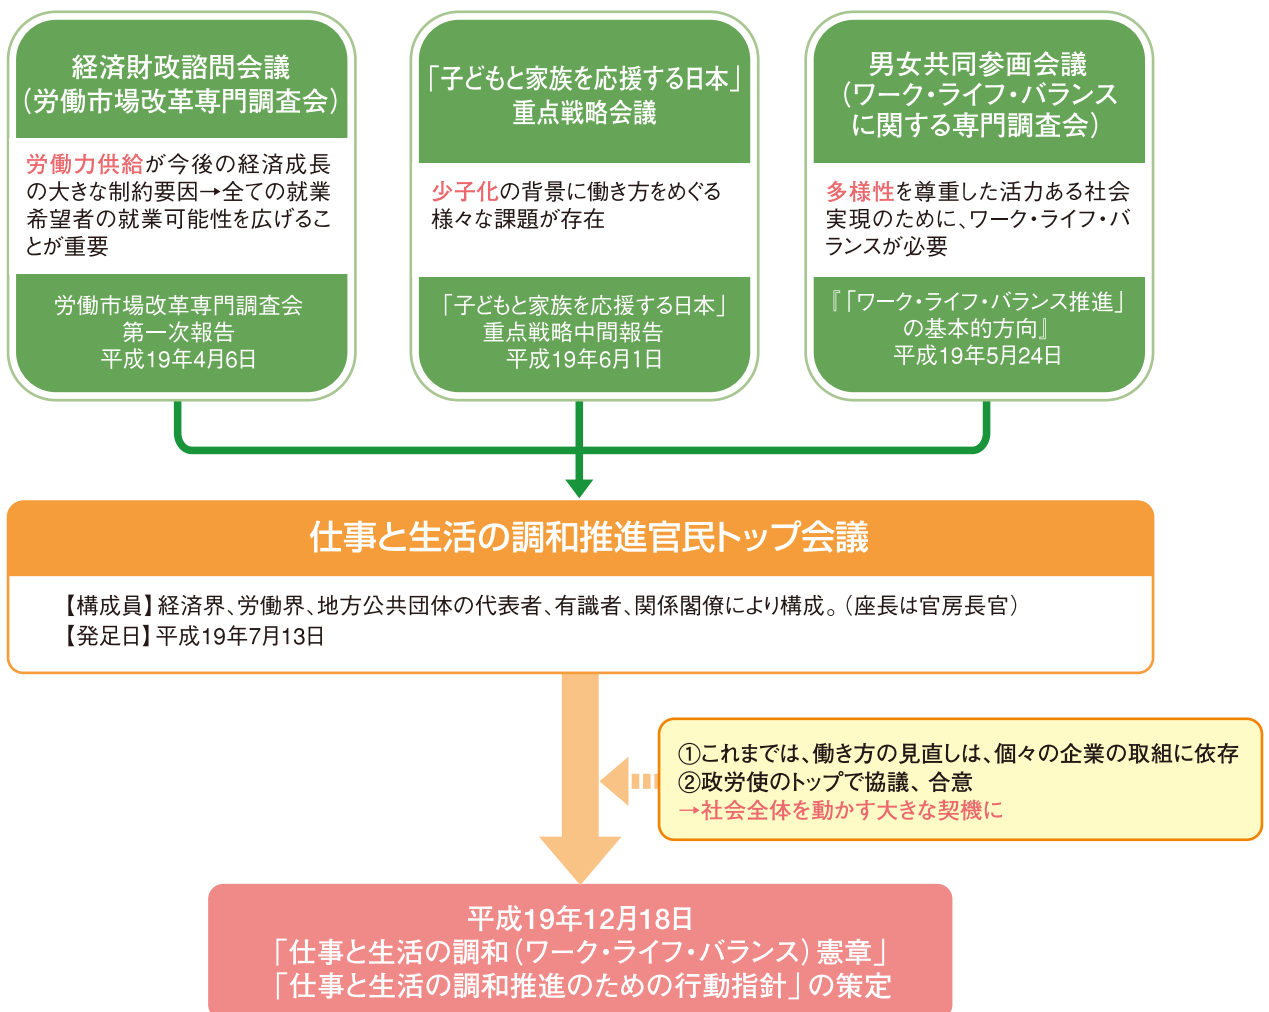 経済財政諮問会議
（労働市場改革専門調査会）
労働力供給が今後の経済成長
の大きな制約要因→全ての就業
希望者の就業可能性を広げるこ
とが重要
労働市場改革専門調査会
第一次報告
平成19年4月6日
「子どもと家族を応援する日本」
重点戦略会議
少子化の背景に働き方をめぐる
様々な課題が存在
「子どもと家族を応援する日本」
重点戦略中間報告
平成19年6月1日
男女共同参画会議
（ワーク・ライフ・バランス
に関する専門調査会）
多様性を尊重した活力ある社会
実現のために、ワーク・ライフ・バ
ランスが必要
『「ワーク・ライフ・バランス推進」
の基本的方向』
平成19年5月24日
仕事と生活の調和推進官民トップ会議
【構成員】経済界、労働界、地方公共団体の代表者、有識者、関係閣僚により構成。（座長は官房長官）
【発足日】平成19年7月13日
①これまでは、働き方の見直しは、個々の企業の取組に依存
②政労使のトップで協議、合意
→社会全体を動かす大きな契機に
平成19年12月18日
「仕事と生活の調和（ワーク・ライフ・バランス）憲章」
「仕事と生活の調和推進のための行動指針」の策定